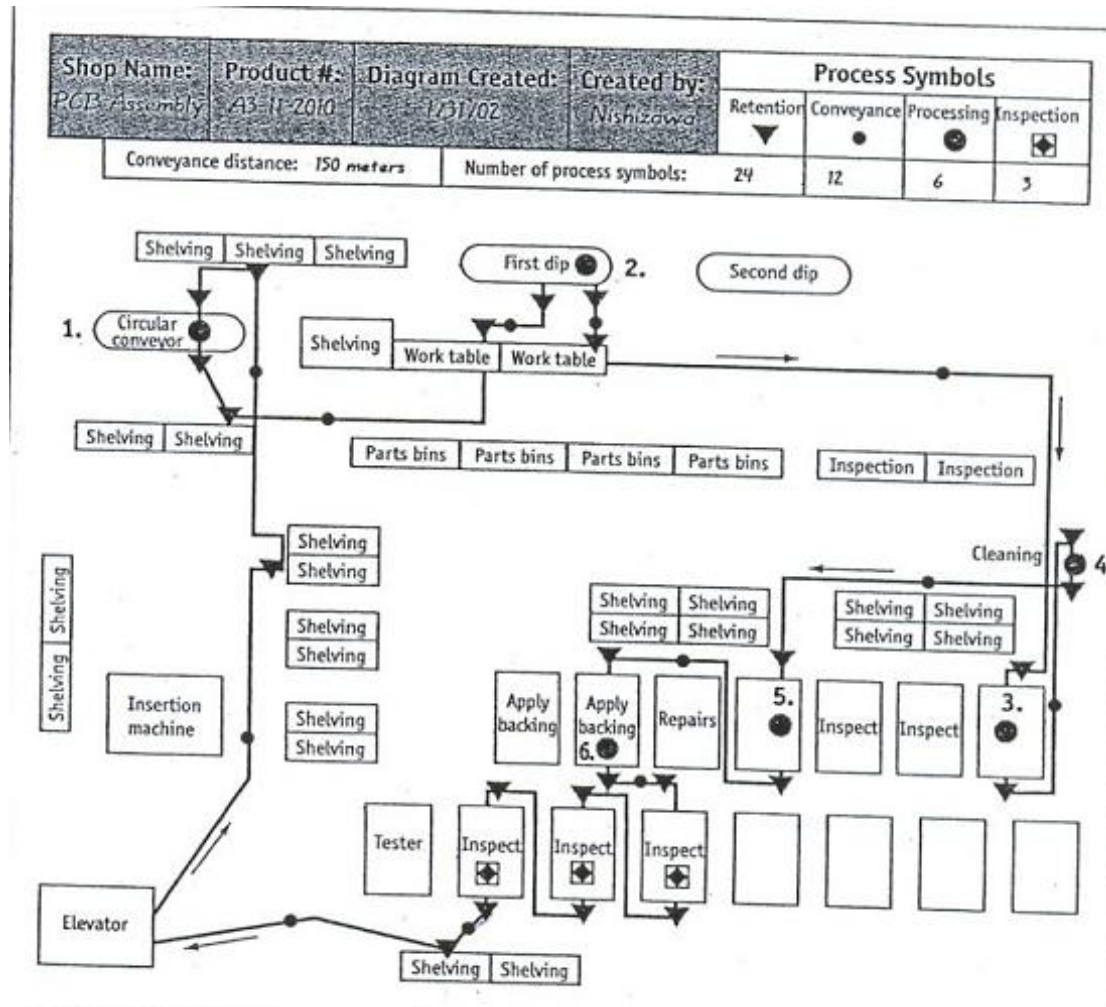 Shop Name: Product #: Diagram Created: Created by: Process Symbols
PCB Assembly A3-11-2010 1/31/02 Nishizawa Retention Conveyance Processing Inspection
Conveyance distance: 150 meters Number of process symbols: 24 12 6 3
Shelving Shelving Shelving
First dip 2. Second dip
1. Circular conveyor
Shelving Work table Work table
Shelving Shelving
Parts bins Parts bins Parts bins Parts bins
Inspection Inspection
Shelving
Shelving
Cleaning 4
Shelving Shelving
Shelving Shelving
Shelving Shelving
Shelving Shelving
Shelving
Shelving
Shelving Shelving
Insertion machine
Shelving
Shelving
Apply backing
Apply backing 6.
Repairs
5.
Inspect
Inspect
3.
Tester
Inspect
Inspect
Inspect
Elevator
Shelving Shelving